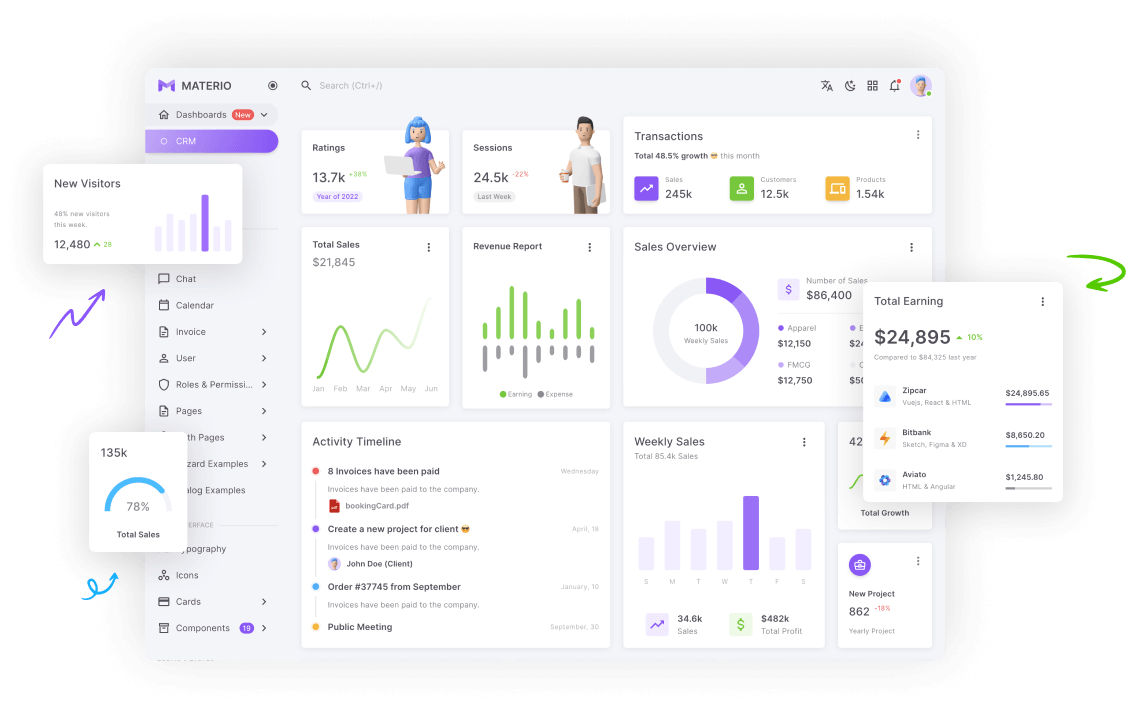 MATERIO
Search (Ctrl+/)
Dashboards New
CRM
New Visitors
48% new visitors
this week.
12,480 28
Chat
Calendar
Invoice
User
Roles & Permissi...
Pages
th Pages
zard Examples
alog Examples
135k
78%
Total Sales
ERFACE
ypography
Icons
Cards
Components 19
Ratings
13.7k +38%
Year of 2022
Sessions
24.5k -22%
Last Week
Transactions
Total 48.5% growth 😎 this month
Sales
245k
Customers
12.5k
Products
1.54k
Total Sales
$21,845
Jan Feb Mar Apr May Jun
Revenue Report
Earning Expense
Sales Overview
100k
Weekly Sales
Number of Sales
$86,400
Apparel
$12,150
E
$24
FMCG
$12,750
$50
Total Earning
$24,895 10%
Compared to $84,325 last year
Zipcar
Vuejs, React & HTML
$24,895.65
Bitbank
Sketch, Figma & XD
$8,650.20
Aviato
HTML & Angular
$1,245.80
Activity Timeline
8 Invoices have been paid Wednesday
Invoices have been paid to the company.
bookingCard.pdf
Create a new project for client 😎 April, 18
Invoices have been paid to the company.
John Doe (Client)
Order #37745 from September January, 10
Invoices have been paid to the company.
Public Meeting September, 30
Weekly Sales
Total 85.4k Sales
S M T W T F S
34.6k
Sales
$482k
Total Profit
42
Total Growth
New Project
862 -18%
Yearly Project